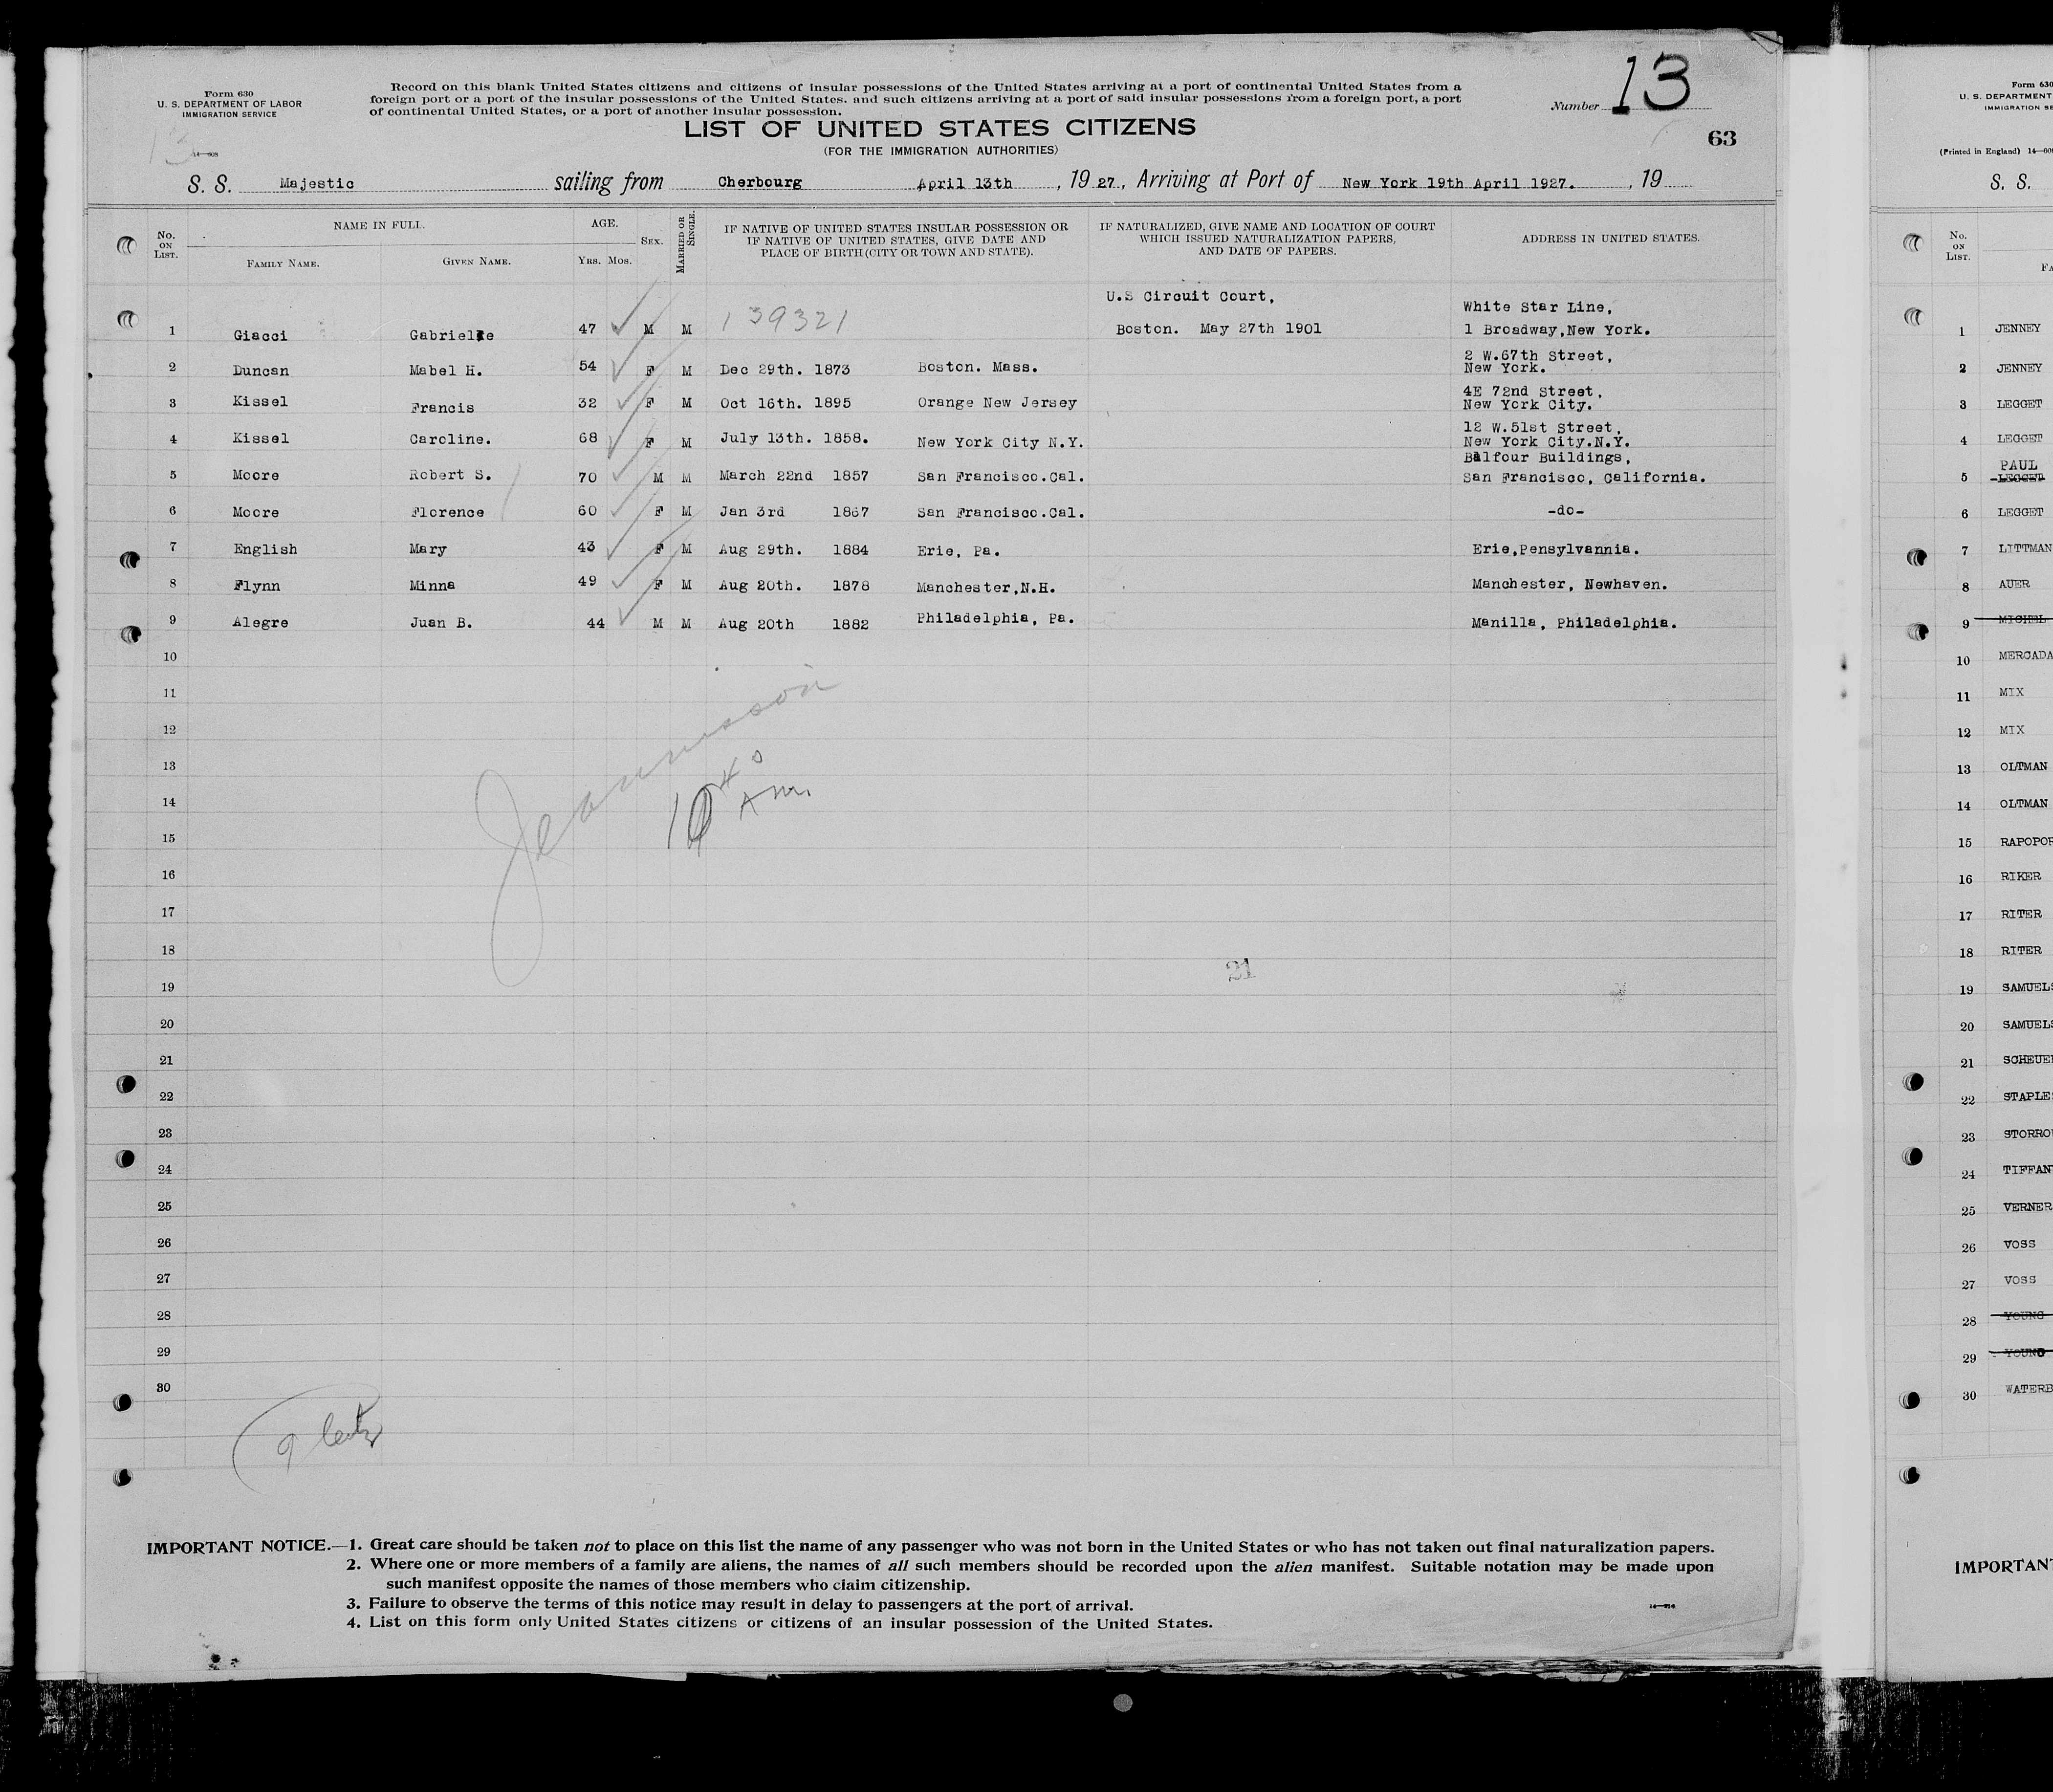 Form 630
U. S. DEPARTMENT OF LABOR
IMMIGRATION SERVICE
14—608
13
Record on this blank United States citizens and citizens of insular possessions of the United States arriving at a port of continental United States from a
foreign port or a port of the insular possessions of the United States. and such citizens arriving at a port of said insular possessions from a foreign port, a port
of continental United States, or a port of another insular possession.
Number 13
LIST OF UNITED STATES CITIZENS
63
(FOR THE IMMIGRATION AUTHORITIES)
S. S. Majestic sailing from Cherbourg April 13th , 19 27, Arriving at Port of New York 19th April 1927. , 19
No. ON LIST. NAME IN FULL. FAMILY NAME. GIVEN NAME. AGE. YRS. MOS. SEX. MARRIED OR SINGLE. IF NATIVE OF UNITED STATES INSULAR POSSESSION OR IF NATIVE OF UNITED STATES, GIVE DATE AND PLACE OF BIRTH (CITY OR TOWN AND STATE). IF NATURALIZED, GIVE NAME AND LOCATION OF COURT WHICH ISSUED NATURALIZATION PAPERS, AND DATE OF PAPERS. ADDRESS IN UNITED STATES.
U.S Circuit Court,
White Star Line,
1 Giacci Gabrielle 47 M M 139321 Boston. May 27th 1901 1 Broadway,New York.
2 W.67th Street,
2 Duncan Mabel H. 54 F M Dec 29th. 1873 Boston. Mass. New York.
4E 72nd Street,
3 Kissel Francis 32 F M Oct 16th. 1895 Orange New Jersey New York City.
12 W.51st Street,
4 Kissel Caroline. 68 F M July 13th. 1858. New York City N.Y. New York City.N.Y.
Balfour Buildings,
5 Moore Robert S. 70 M M March 22nd 1857 San Francisco.Cal. San Francisco, California.
6 Moore Florence 60 F M Jan 3rd 1867 San Francisco.Cal. -do-
7 English Mary 43 F M Aug 29th. 1884 Erie, Pa. Erie,Pensylvannia.
8 Flynn Minna 49 F M Aug 20th. 1878 Manchester,N.H. Manchester, Newhaven.
9 Alegre Juan B. 44 M M Aug 20th 1882 Philadelphia, Pa. Manilla, Philadelphia.
10
11
12
13
14
15
16
17
18
19
20
21
22
23
24
25
26
27
28
29
30
10 40 AM.
21
IMPORTANT NOTICE.—1. Great care should be taken not to place on this list the name of any passenger who was not born in the United States or who has not taken out final naturalization papers.
2. Where one or more members of a family are aliens, the names of all such members should be recorded upon the alien manifest. Suitable notation may be made upon
such manifest opposite the names of those members who claim citizenship.
3. Failure to observe the terms of this notice may result in delay to passengers at the port of arrival.
4. List on this form only United States citizens or citizens of an insular possession of the United States.
Form 630
U. S. DEPARTMENT
(Printed in England)
S. S.
No. ON LIST.
1 JENNEY
2 JENNEY
3 LEGGET
4 LEGGET
PAUL
5 LEGGET
6 LEGGET
7 LITTMAN
8 AUER
9 MICHEL
10 MERCADA
11 MIX
12 MIX
13 OLTMAN
14 OLTMAN
15 RAPOPOR
16 RIKER
17 RITER
18 RITER
19 SAMUELS
20 SAMUELS
21 SCHEUE
22 STAPLE
23 STORRO
24 TIFFAN
25 VERNER
26 VOSS
27 VOSS
28 YOUNG
29 YOUNG
30 WATERB
IMPORTAN